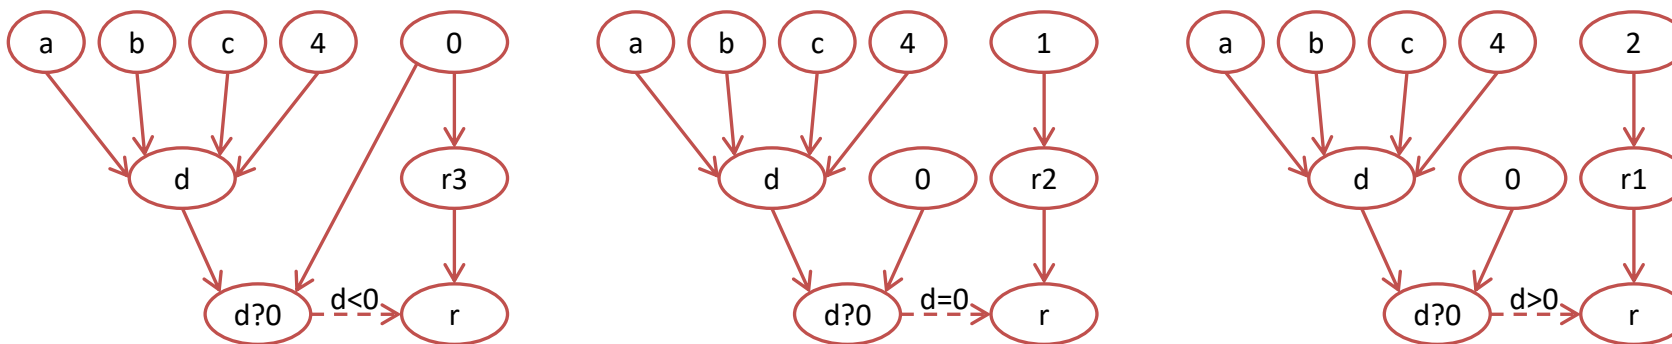 a b c 4 0 a b c 4 1 a b c 4 2
d r3 d 0 r2 d 0 r1
d?0 d<0 r d?0 d=0 r d?0 d>0 r